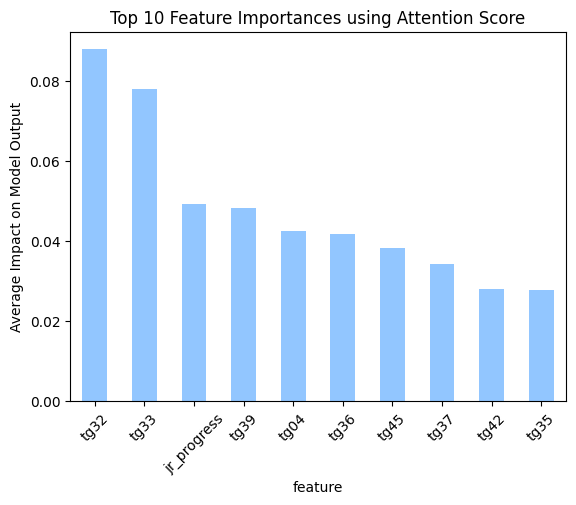 Top 10 Feature Importances using Attention Score
Average Impact on Model Output
0.08
0.06
0.04
0.02
0.00
tg32
tg33
jr_progress
tg39
tg04
tg36
tg45
tg37
tg42
tg35
feature